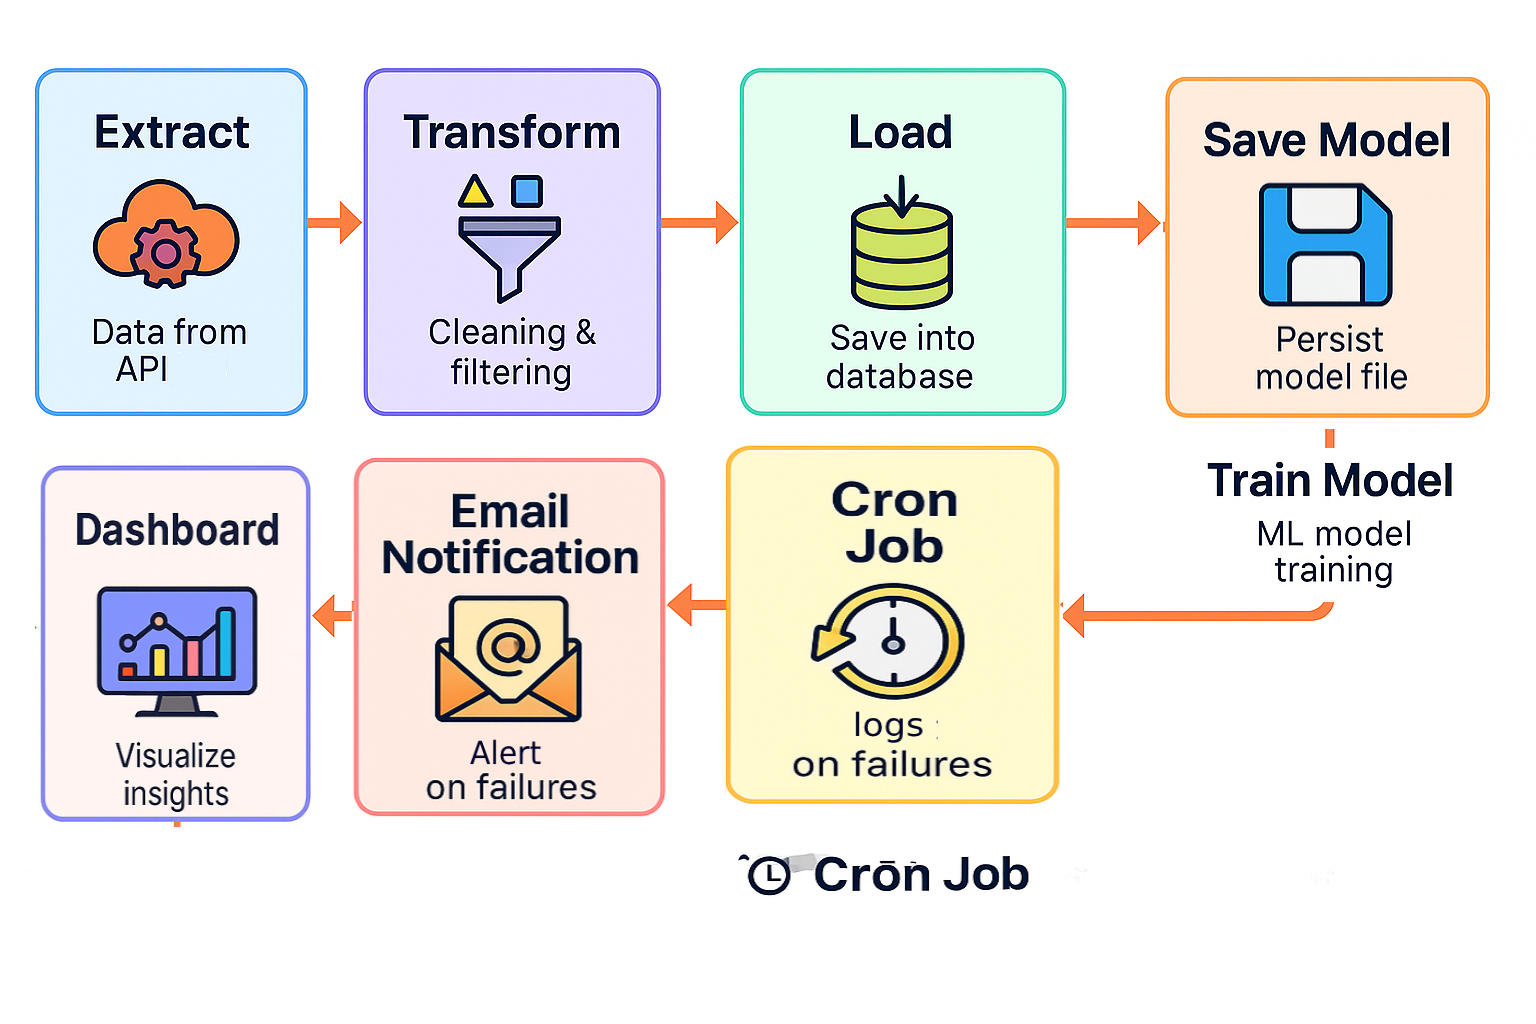 Extract
Data from
API
Transform
Cleaning &
filtering
Load
Save into
database
Save Model
Persist
model file
Train Model
ML model
training
Cron
Job
logs :
on failures
Email
Notification
@
Alert
on failures
Dashboard
Visualize
insights
Crōn Job